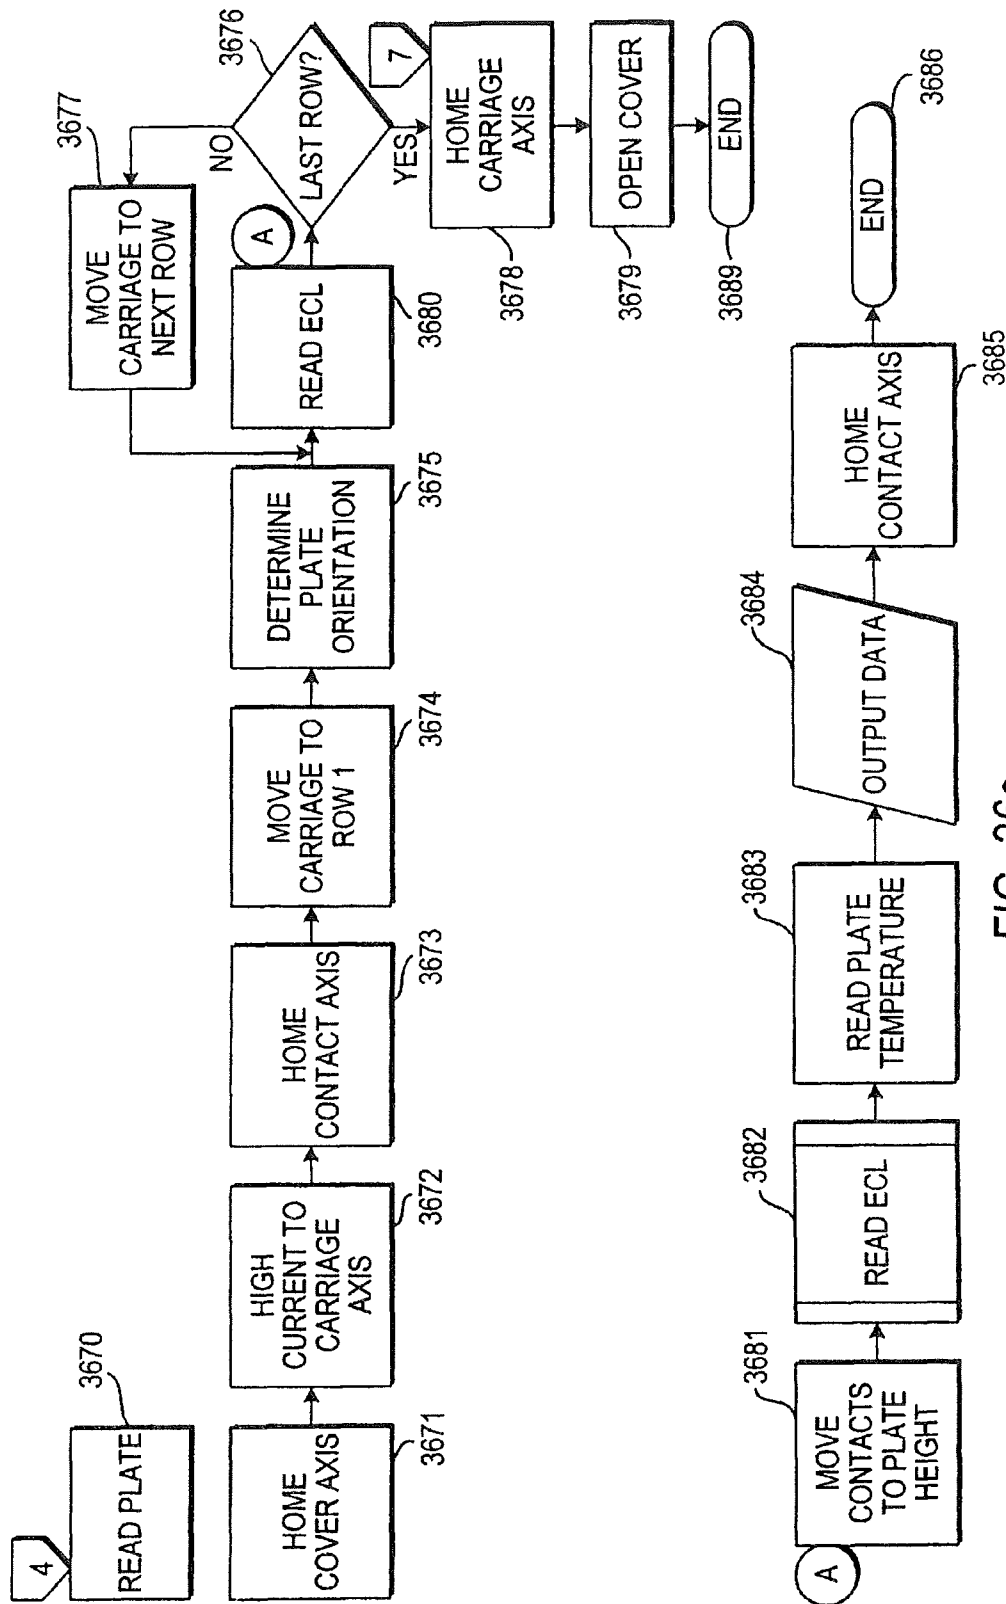 4
READ PLATE
3670
HOME
COVER AXIS
3671
HIGH
CURRENT TO
CARRIAGE
AXIS
3672
HOME
CONTACT AXIS
3673
MOVE
CARRIAGE TO
ROW 1
3674
DETERMINE
PLATE
ORIENTATION
3675
READ ECL
3680
A
LAST ROW?
3676
NO
MOVE
CARRIAGE TO
NEXT ROW
3677
YES
7
HOME
CARRIAGE
AXIS
3678
OPEN COVER
3679
END
3689
A
MOVE
CONTACTS
TO PLATE
HEIGHT
3681
READ ECL
3682
READ PLATE
TEMPERATURE
3683
OUTPUT DATA
3684
HOME
CONTACT AXIS
3685
END
3686